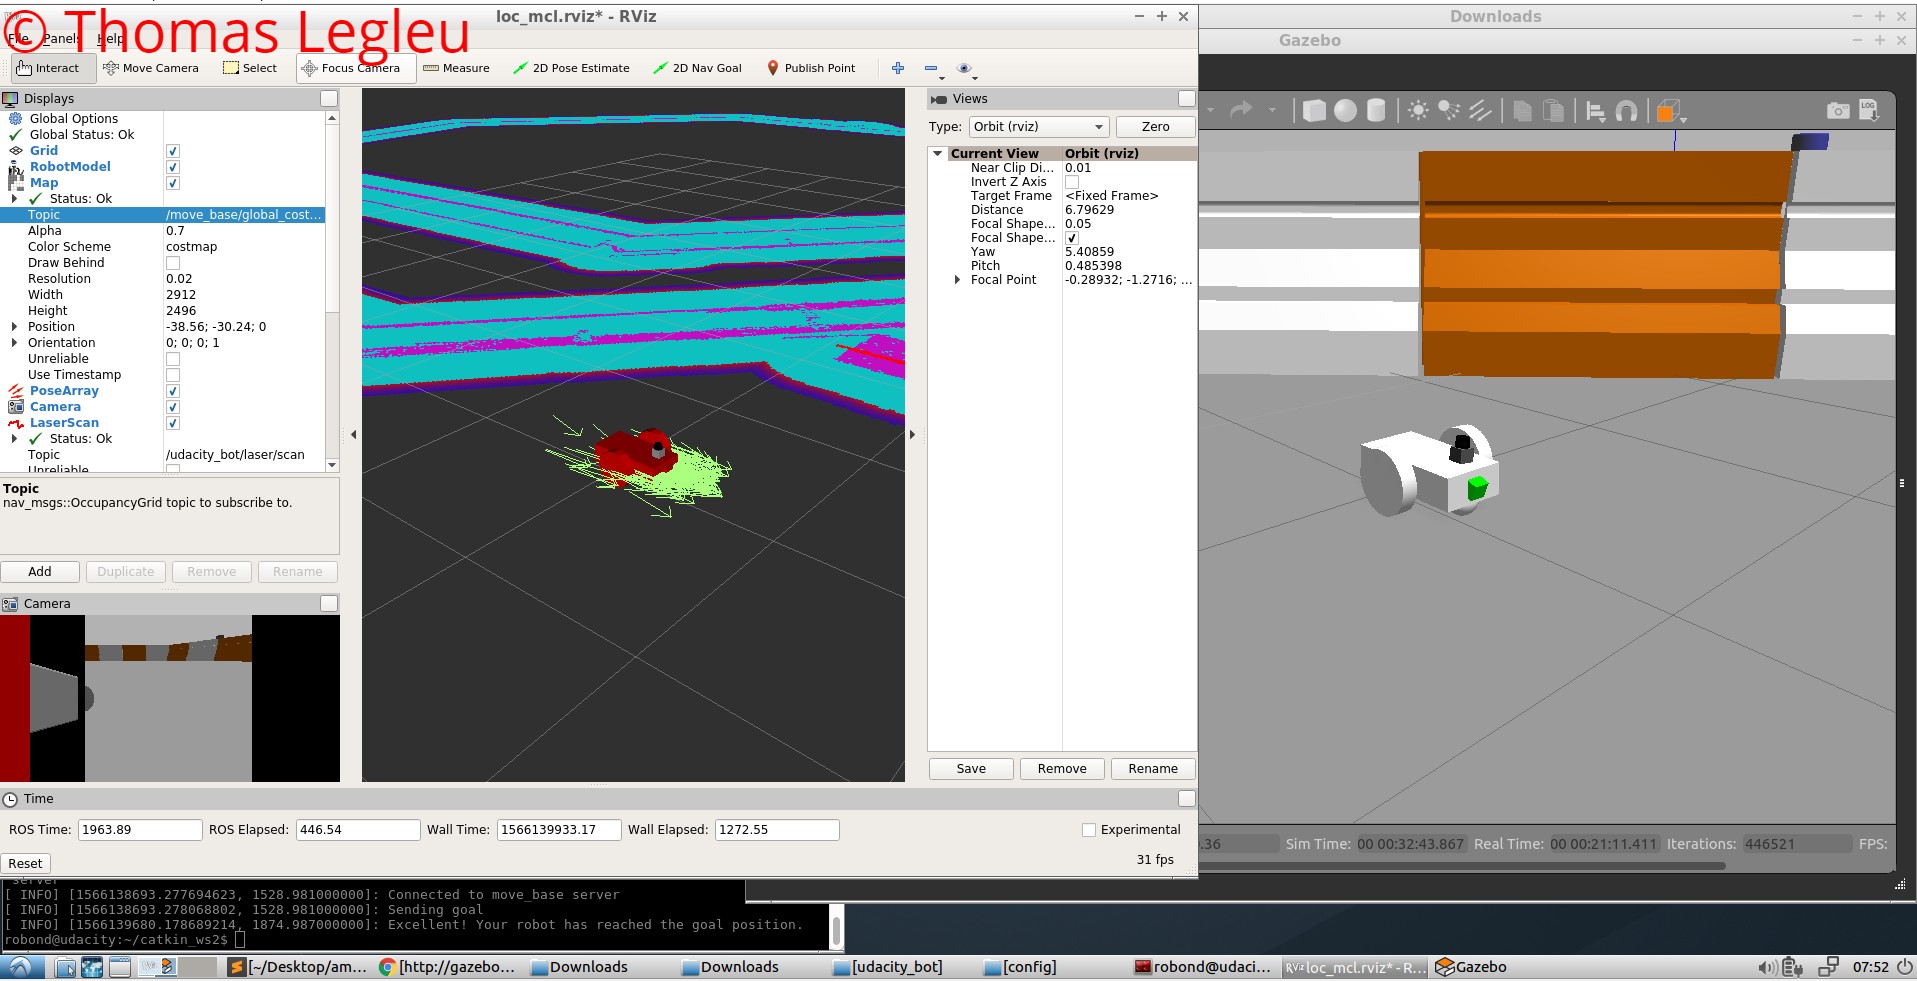 © Thomas Legleu
loc_mcl.rviz* - RViz
Downloads
Gazebo
File Panels Help
Interact Move Camera Select Focus Camera Measure 2D Pose Estimate 2D Nav Goal Publish Point
Displays
Global Options
Global Status: Ok
Grid
RobotModel
Map
Status: Ok
Topic /move_base/global_cost...
Alpha 0.7
Color Scheme costmap
Draw Behind
Resolution 0.02
Width 2912
Height 2496
Position -38.56; -30.24; 0
Orientation 0; 0; 0; 1
Unreliable
Use Timestamp
PoseArray
Camera
LaserScan
Status: Ok
Topic /udacity_bot/laser/scan
Unreliable
Topic
nav_msgs::OccupancyGrid topic to subscribe to.
Add Duplicate Remove Rename
Camera
Views
Type: Orbit (rviz) Zero
Current View Orbit (rviz)
Near Clip Di... 0.01
Invert Z Axis
Target Frame <Fixed Frame>
Distance 6.79629
Focal Shape... 0.05
Focal Shape...
Yaw 5.40859
Pitch 0.485398
Focal Point -0.28932; -1.2716; ...
Save Remove Rename
LOG
Time
ROS Time: 1963.89 ROS Elapsed: 446.54 Wall Time: 1566139933.17 Wall Elapsed: 1272.55 Experimental
Reset 31 fps
.36 Sim Time: 00 00:32:43.867 Real Time: 00 00:21:11.411 Iterations: 446521 FPS:
server
[ INFO] [1566138693.277694623, 1528.981000000]: Connected to move_base server
[ INFO] [1566138693.278068802, 1528.981000000]: Sending goal
[ INFO] [1566139680.178689214, 1874.987000000]: Excellent! Your robot has reached the goal position.
robond@udacity:~/catkin_ws2$
[~/Desktop/am... [http://gazebo... Downloads Downloads [udacity_bot] [config] robond@udaci... RViz loc_mcl.rviz* - R... Gazebo 07:52